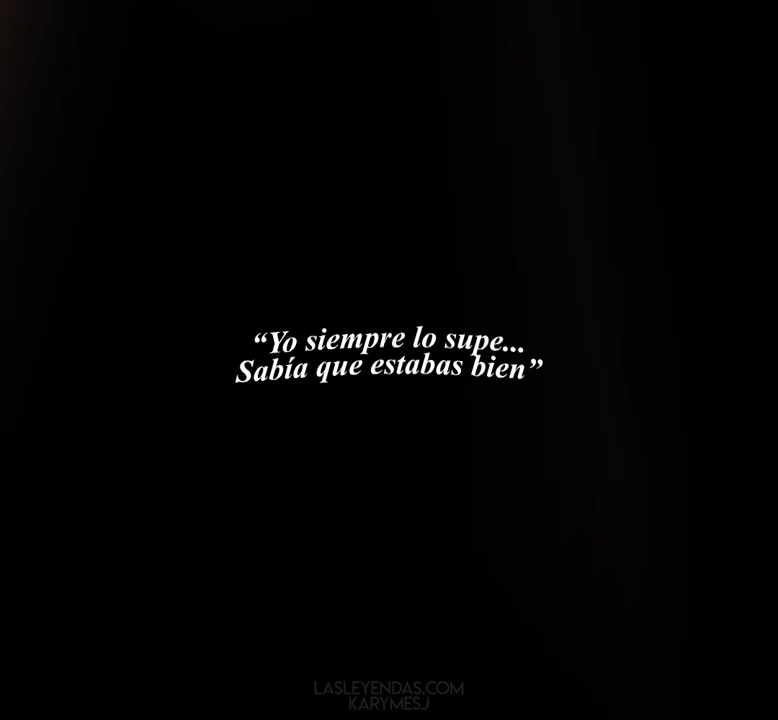 “Yo siempre lo supe...
Sabía que estabas bien”
LASLEYENDAS.COM
KARYMESJ